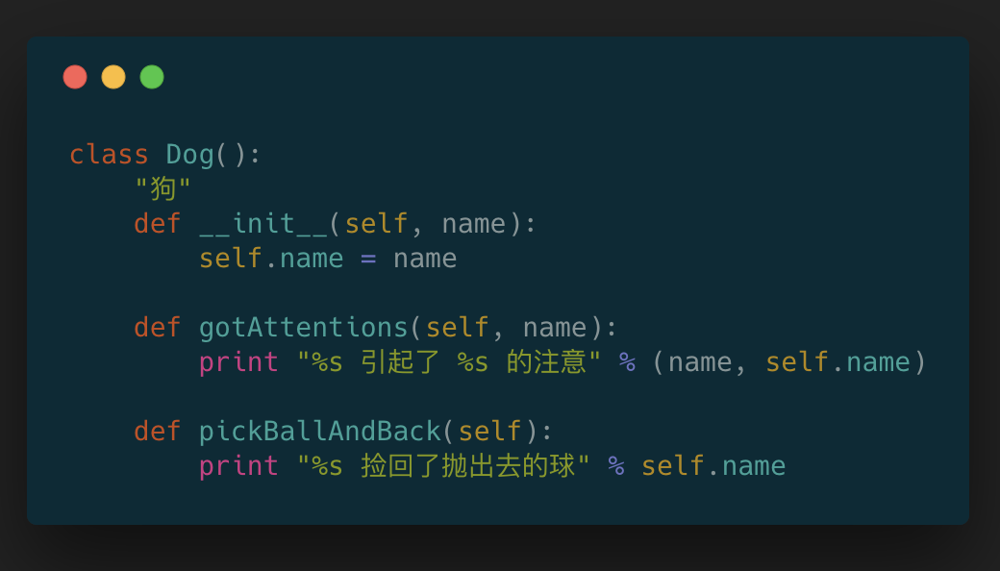 class Dog():
    "狗"
    def __init__(self, name):
        self.name = name
    def gotAttentions(self, name):
        print "%s 引起了 %s 的注意" % (name, self.name)
    def pickBallAndBack(self):
        print "%s 捡回了抛出去的球" % self.name